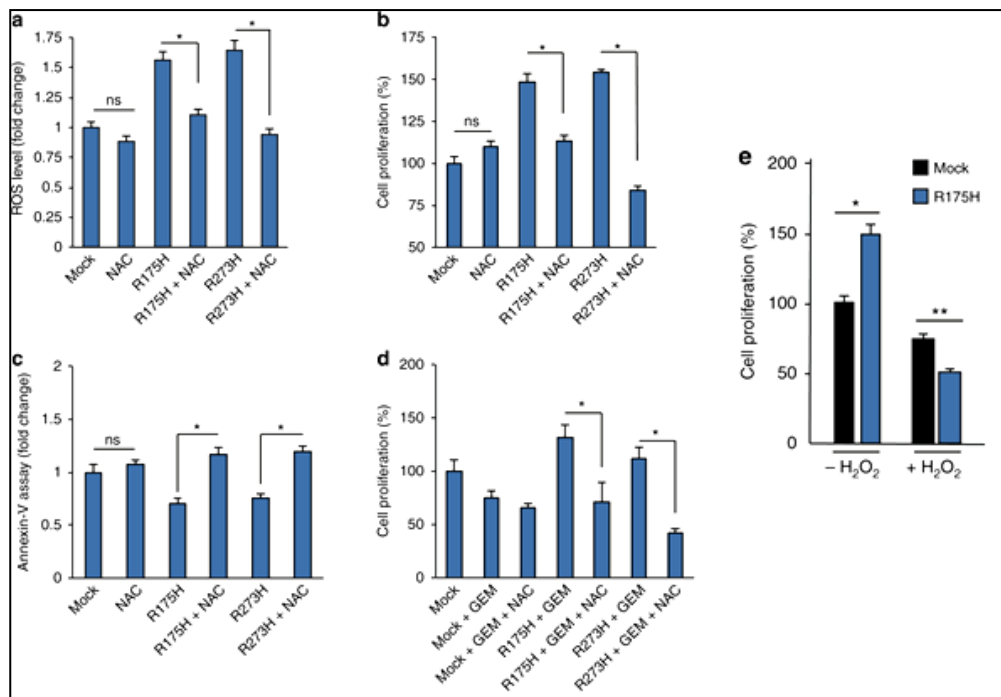 a
ROS level (fold change)
1.75
1.5
1.25
1
0.75
0.5
0.25
0
ns
*
*
Mock
NAC
R175H
R175H + NAC
R273H
R273H + NAC
b
Cell proliferation (%)
175
150
125
100
75
50
ns
*
*
Mock
NAC
R175H
R175H + NAC
R273H
R273H + NAC
c
Annexin-V assay (fold change)
2
1.5
1
0.5
0
ns
*
*
Mock
NAC
R175H
R175H + NAC
R273H
R273H + NAC
d
Cell proliferation (%)
200
150
100
50
0
*
*
Mock
Mock + GEM
Mock + GEM + NAC
R175H + GEM
R175H + GEM + NAC
R273H + GEM
R273H + GEM + NAC
e
Cell proliferation (%)
200
150
100
50
0
Mock
R175H
*
**
– H₂O₂
+ H₂O₂